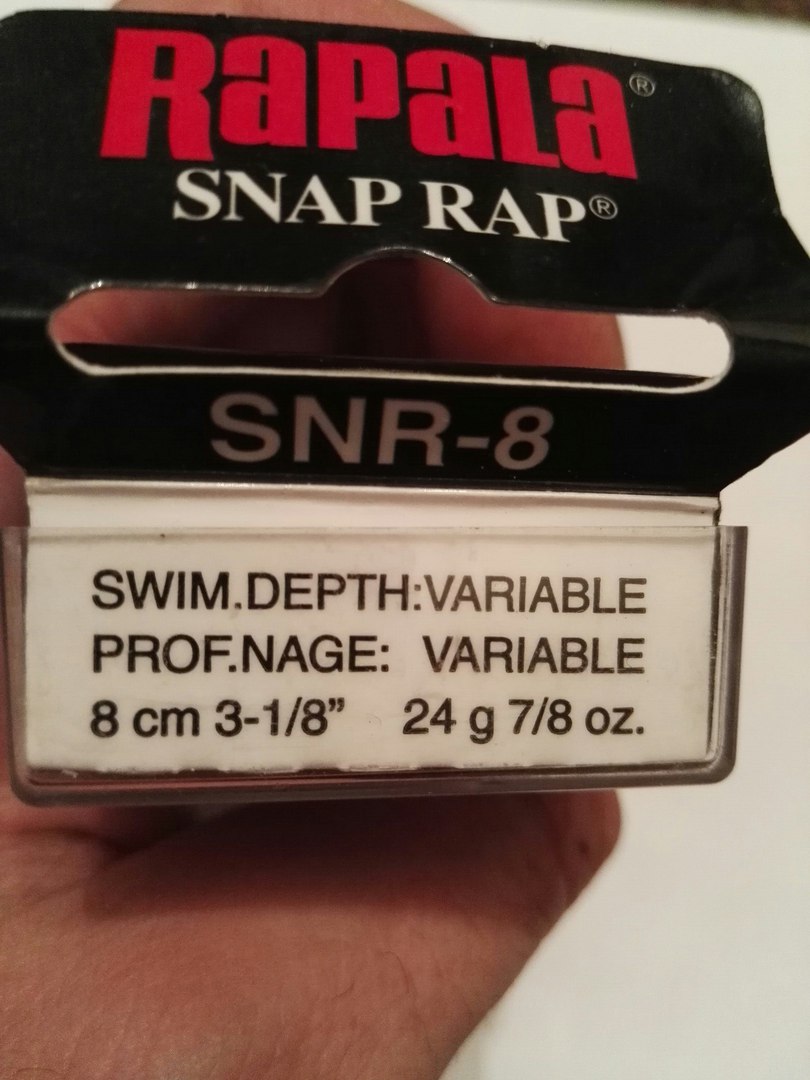 RAPALA®
SNAP RAP®
SNR-8
SWIM.DEPTH:VARIABLE
PROF.NAGE: VARIABLE
8 cm 3-1/8” 24 g 7/8 oz.